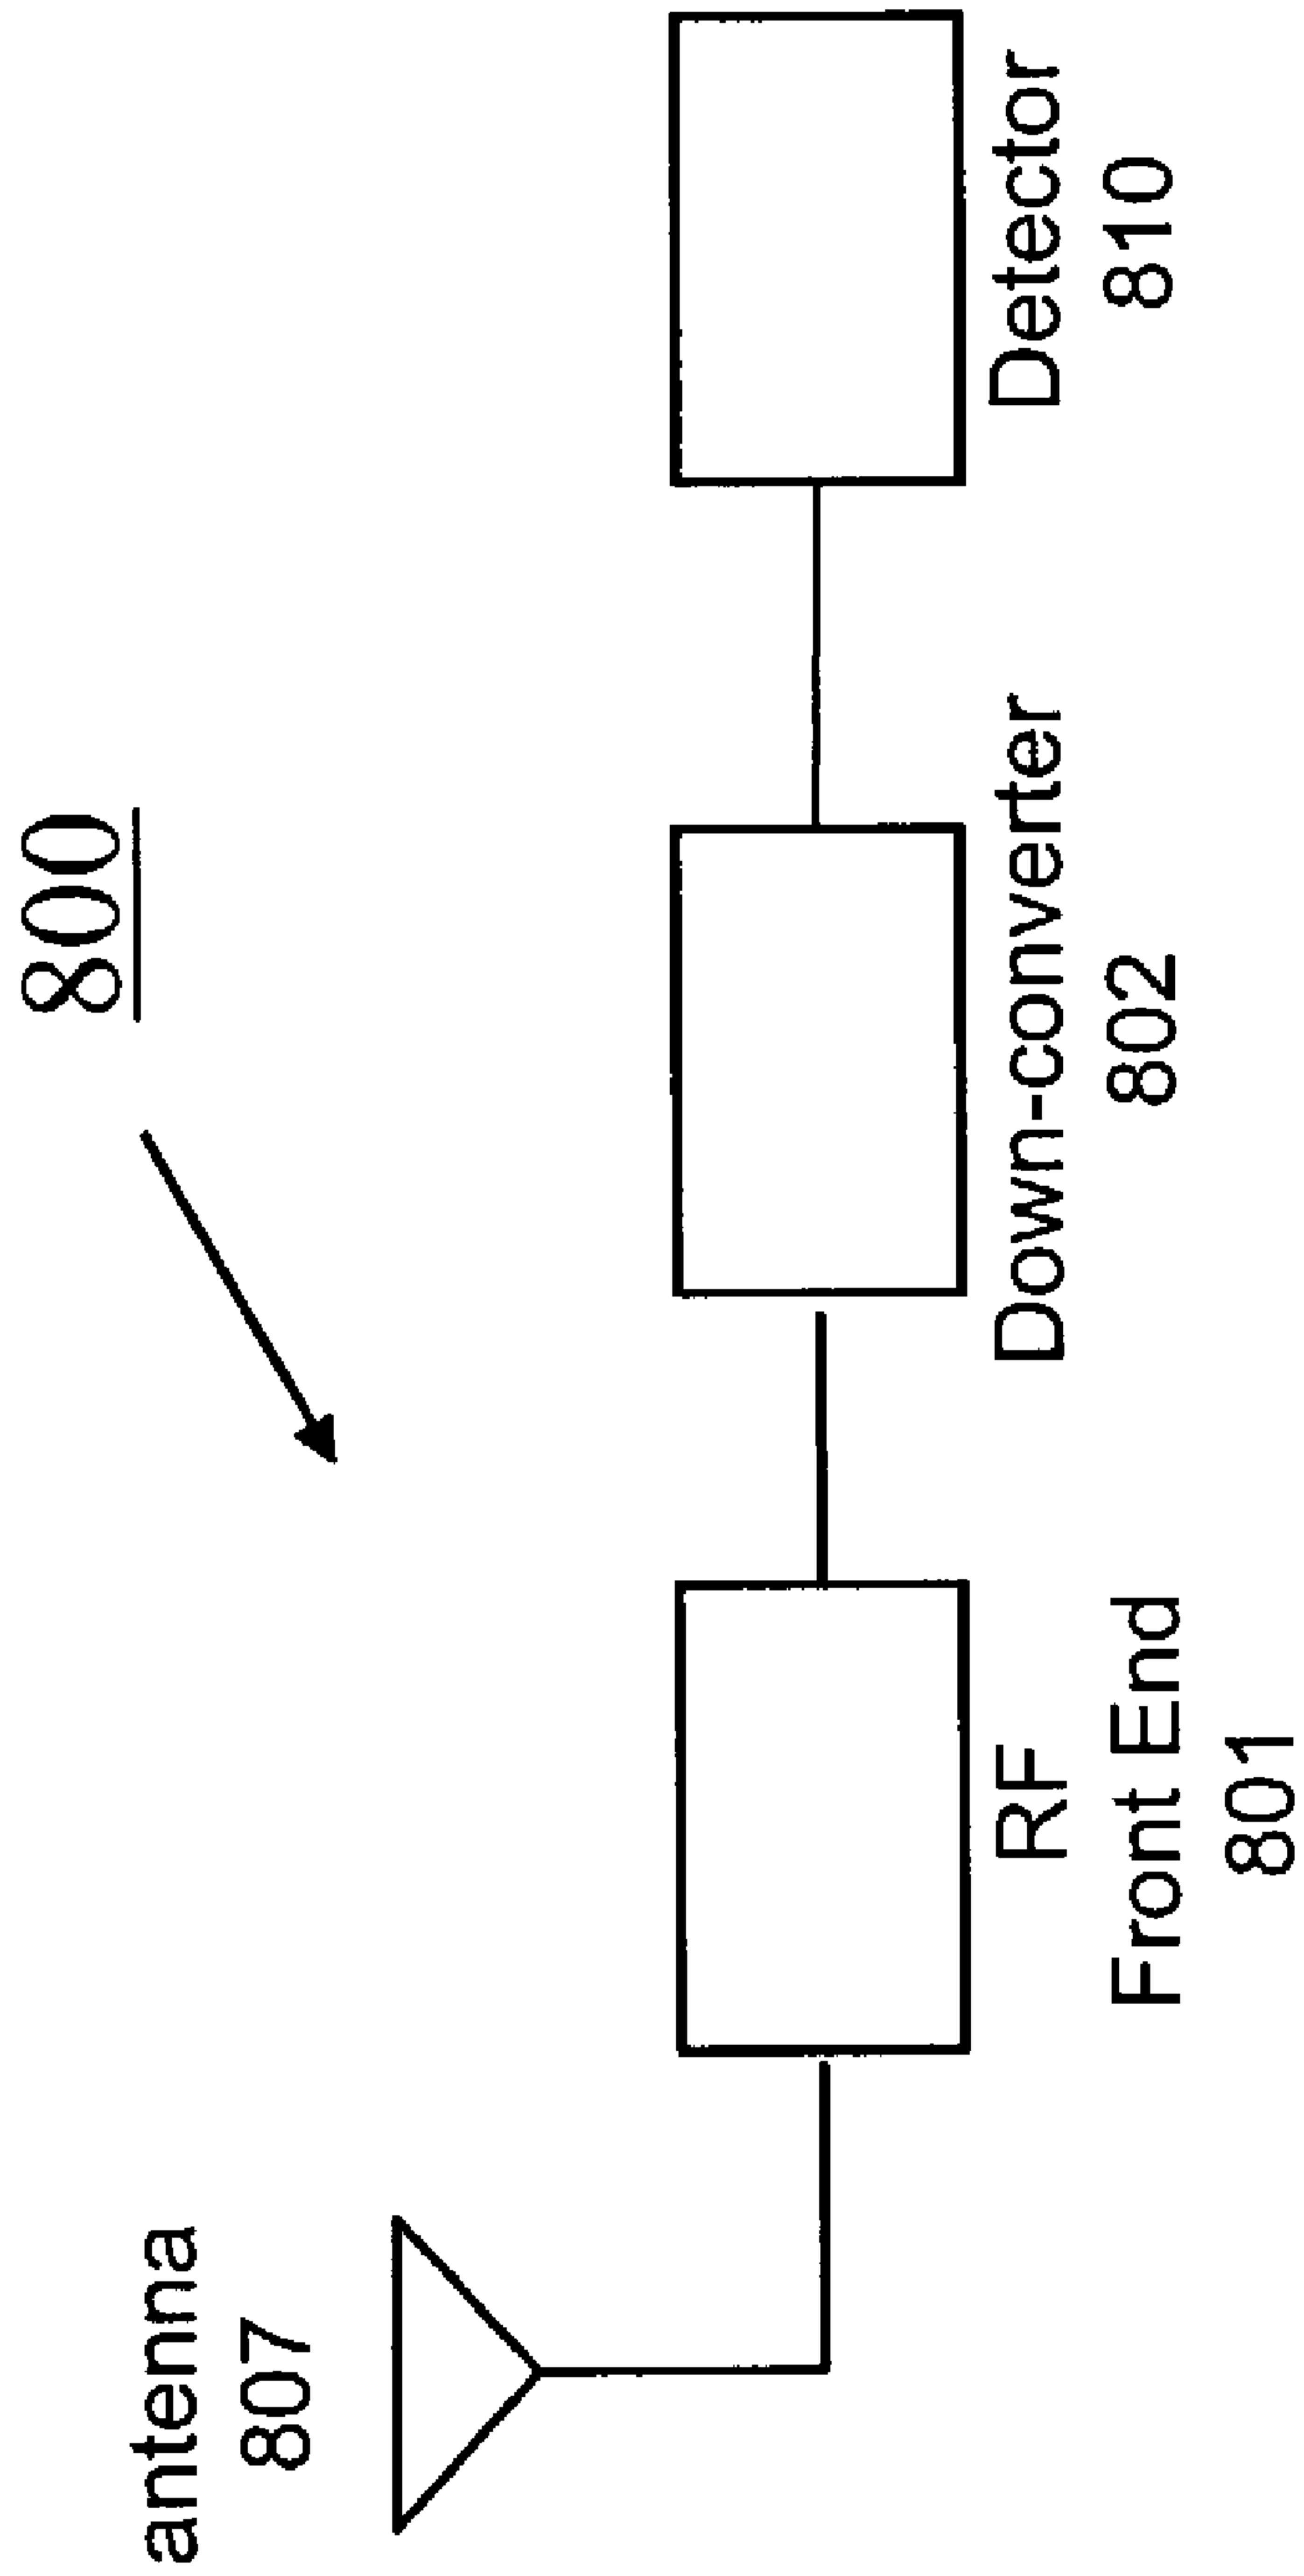 800
antenna
807
RF
Front End
801
Down-converter
802
Detector
810